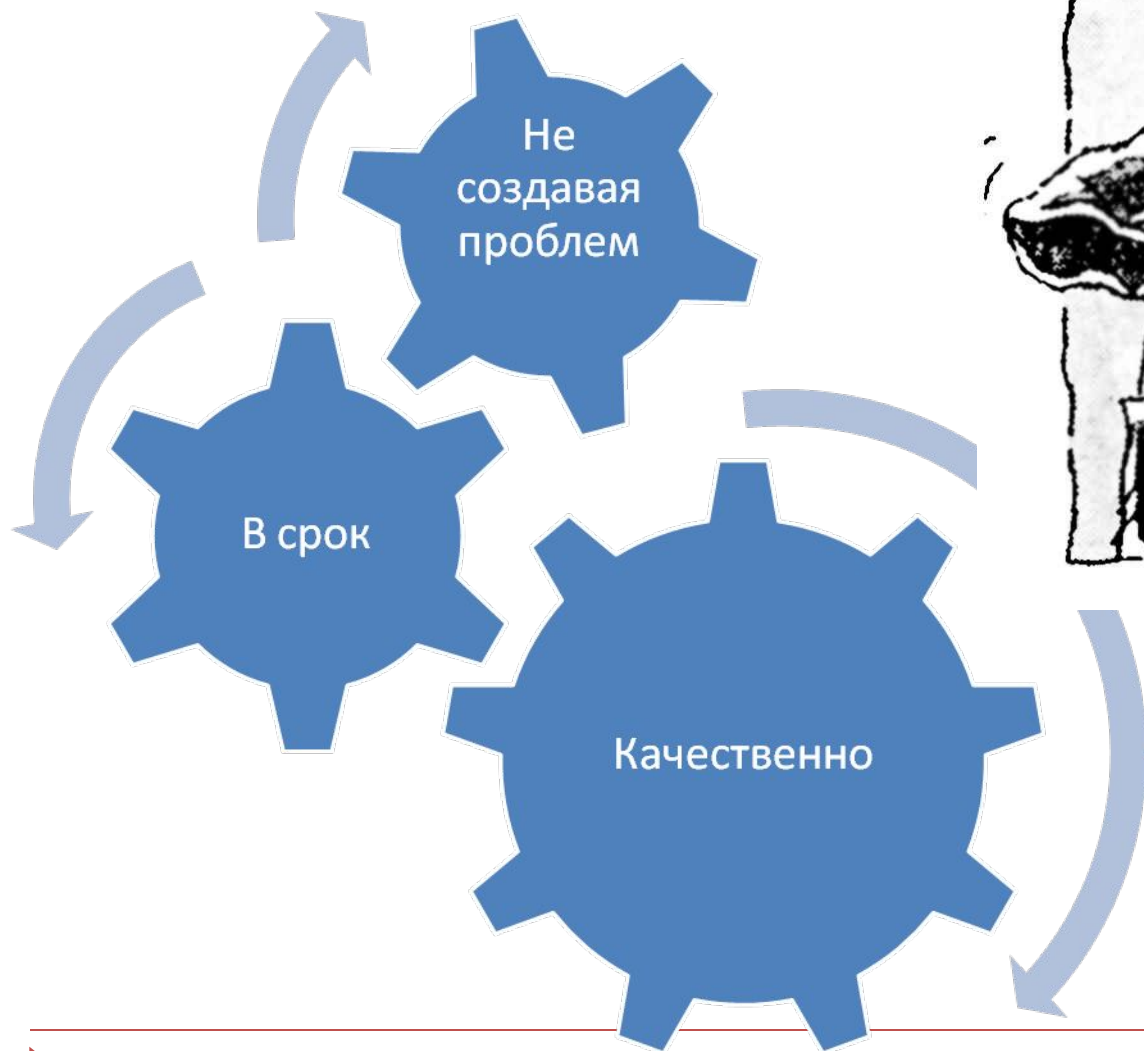 Не
создавая
проблем
В срок
Качественно